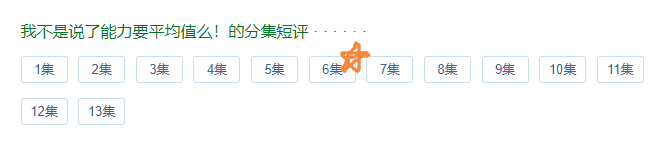 我不是说了能力要平均值么！的分集短评 · · · · · ·
1集 2集 3集 4集 5集 6集 7集 8集 9集 10集 11集
12集 13集